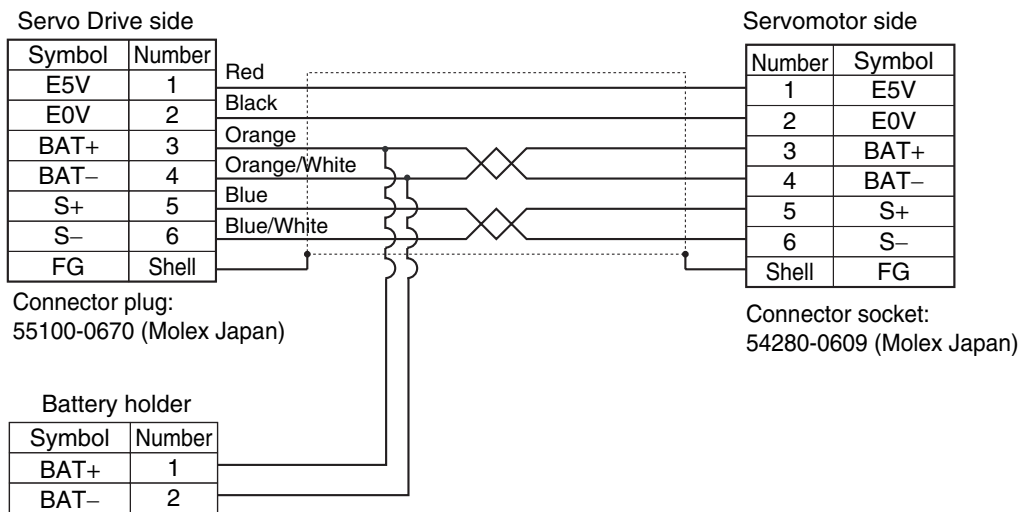 Servo Drive side
Symbol Number
E5V 1
E0V 2
BAT+ 3
BAT− 4
S+ 5
S− 6
FG Shell
Connector plug:
55100-0670 (Molex Japan)
Red
Black
Orange
Orange/White
Blue
Blue/White
Servomotor side
Number Symbol
1 E5V
2 E0V
3 BAT+
4 BAT−
5 S+
6 S−
Shell FG
Connector socket:
54280-0609 (Molex Japan)
Battery holder
Symbol Number
BAT+ 1
BAT− 2